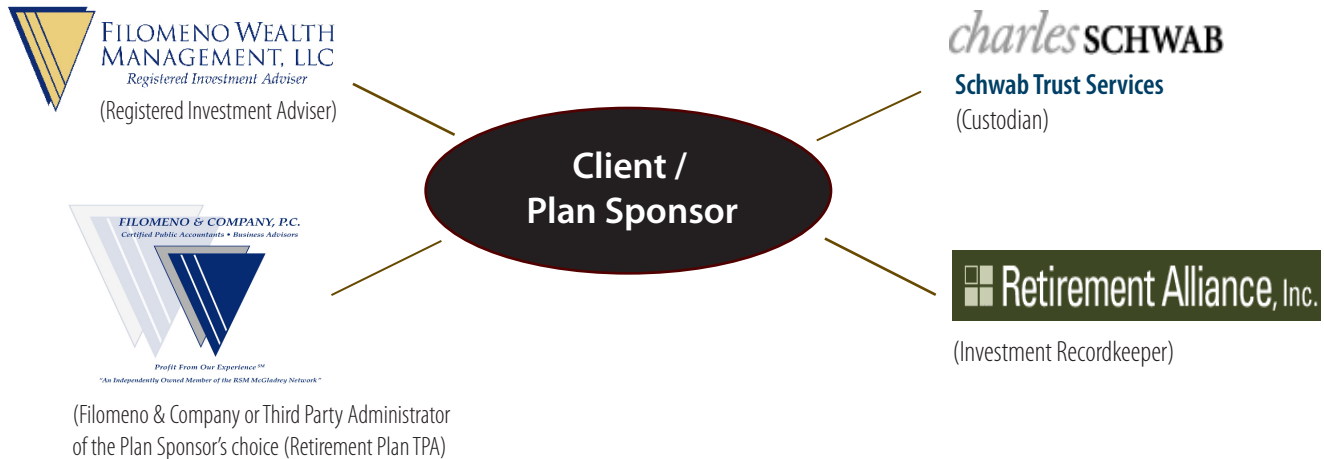 FILOMENO WEALTH
MANAGEMENT, LLC
Registered Investment Adviser
(Registered Investment Adviser)
charles SCHWAB
Schwab Trust Services
(Custodian)
Client /
Plan Sponsor
FILOMENO & COMPANY, P.C.
Certified Public Accountants • Business Advisors
Profit From Our Experience℠
"An Independently Owned Member of the RSM McGladrey Network"
(Filomeno & Company or Third Party Administrator
of the Plan Sponsor's choice (Retirement Plan TPA)
Retirement Alliance, Inc.
(Investment Recordkeeper)